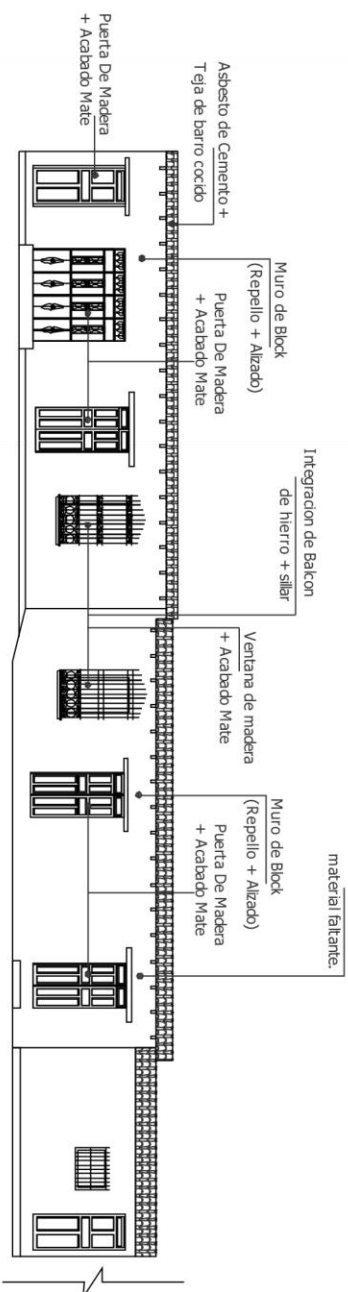 Puerta De Madera
+ Acabado Mate
Asbesto de Cemento +
Teja de barro cocido
Muro de Block
(Repello + Alizado)
Puerta De Madera
+ Acabado Mate
Integracion de Balcon
de hierro + sillar
Ventana de madera
+ Acabado Mate
Muro de Block
(Repello + Alizado)
Puerta De Madera
+ Acabado Mate
material faltante.